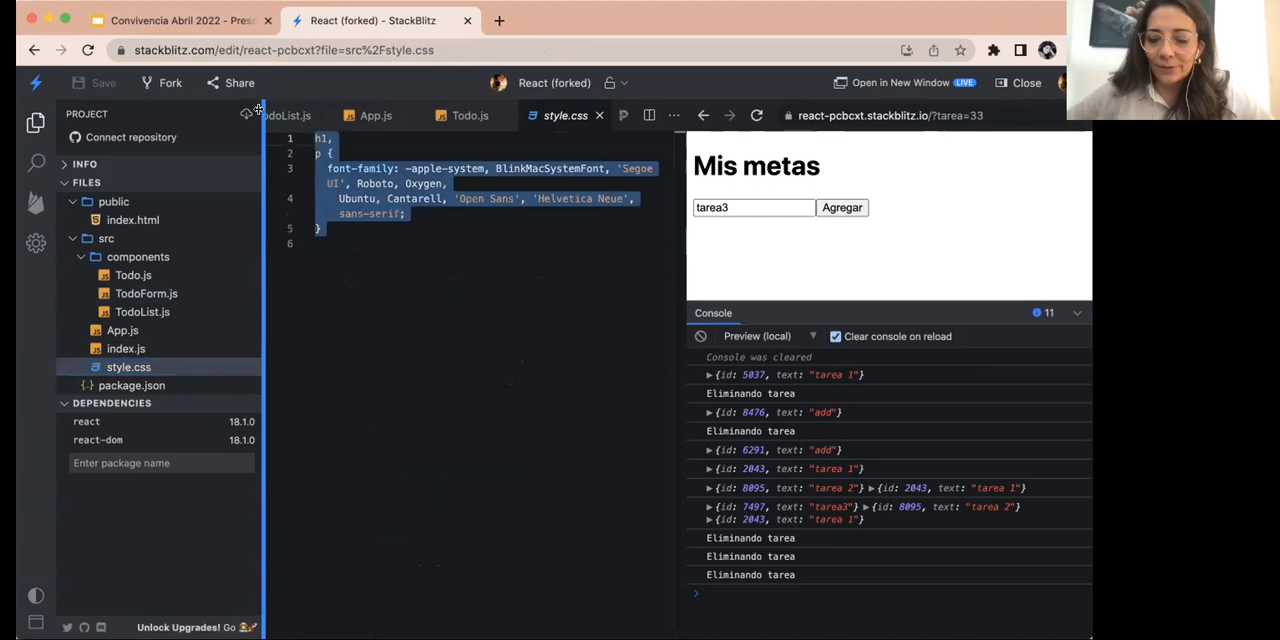 Convivencia Abril 2022 - Prese
React (forked) - StackBlitz
stackblitz.com/edit/react-pcbcxt?file=src%2Fstyle.css
Save
Fork
Share
React (forked)
Open in New Window LIVE
Close
PROJECT
Connect repository
INFO
FILES
public
index.html
src
components
Todo.js
TodoForm.js
TodoList.js
App.js
index.js
style.css
package.json
DEPENDENCIES
react 18.1.0
react-dom 18.1.0
Enter package name
Unlock Upgrades! Go
odoList.js
App.js
Todo.js
style.css
1 h1,
2 p {
3 font-family: -apple-system, BlinkMacSystemFont, 'Segoe
UI', Roboto, Oxygen,
4 Ubuntu, Cantarell, 'Open Sans', 'Helvetica Neue',
sans-serif;
5 }
6
react-pcbcxt.stackblitz.io/?tarea=33
Mis metas
tarea3 Agregar
Console 11
Preview (local) Clear console on reload
Console was cleared
{id: 5037, text: "tarea 1"}
Eliminando tarea
{id: 8476, text: "add"}
Eliminando tarea
{id: 6291, text: "add"}
{id: 2043, text: "tarea 1"}
{id: 8095, text: "tarea 2"} {id: 2043, text: "tarea 1"}
{id: 7497, text: "tarea3"} {id: 8095, text: "tarea 2"}
{id: 2043, text: "tarea 1"}
Eliminando tarea
Eliminando tarea
Eliminando tarea